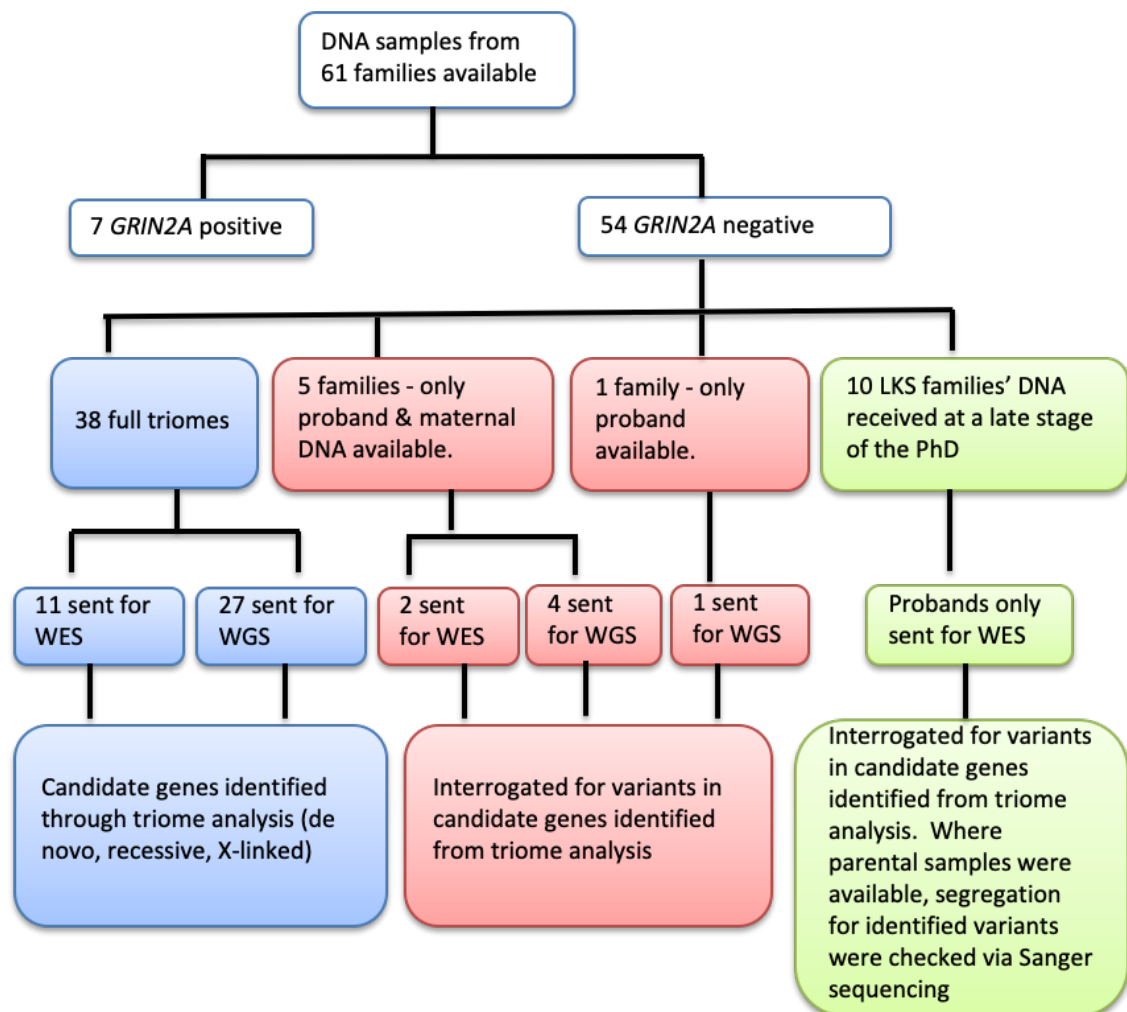 DNA samples from
61 families available
7 GRIN2A positive
54 GRIN2A negative
38 full triomes
5 families - only
proband & maternal
DNA available.
1 family - only
proband
available.
10 LKS families’ DNA
received at a late stage
of the PhD
11 sent for
WES
27 sent for
WGS
2 sent
for WES
4 sent
for WGS
1 sent
for WGS
Probands only
sent for WES
Candidate genes identified
through triome analysis (de
novo, recessive, X-linked)
Interrogated for variants in
candidate genes identified
from triome analysis
Interrogated for variants
in candidate genes
identified from triome
analysis.  Where
parental samples were
available, segregation
for identified variants
were checked via Sanger
sequencing